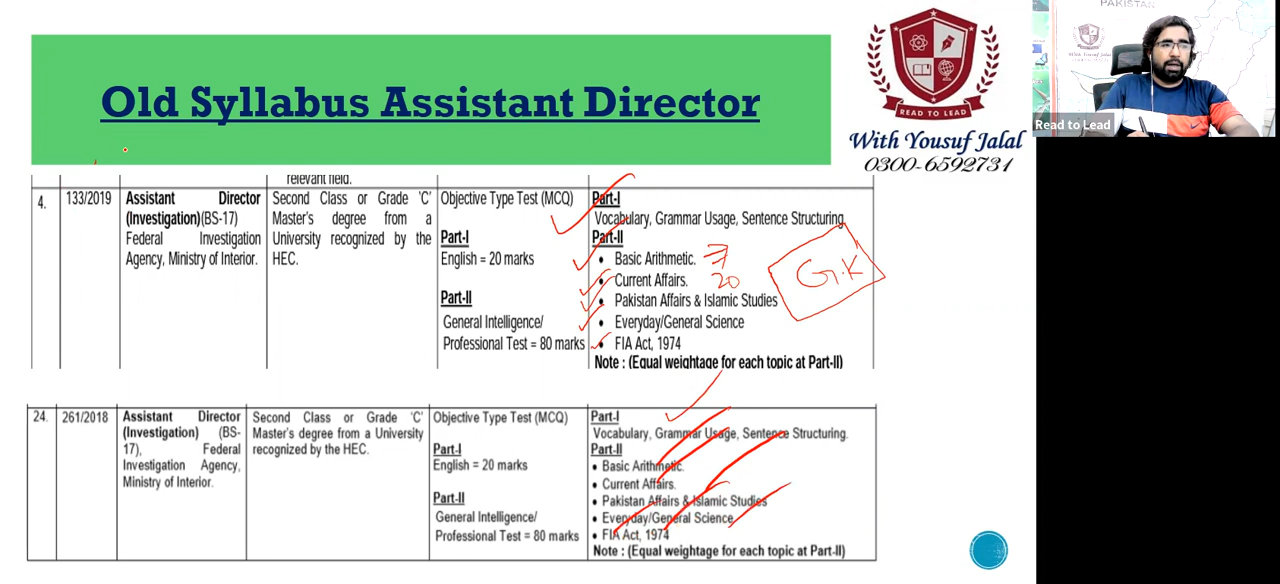 PAKISTAN
With Yousuf Jalal
Read to Lead
Old Syllabus Assistant Director
READ TO LEAD
With Yousuf Jalal
0300-6592731
relevant field.
4.
133/2019
Assistant Director
(Investigation)(BS-17)
Federal Investigation
Agency, Ministry of Interior.
Second Class or Grade 'C'
Master's degree from a
University recognized by the
HEC.
Objective Type Test (MCQ)
Part-I
English = 20 marks
Part-II
General Intelligence/
Professional Test = 80 marks
Part-I
Vocabulary, Grammar Usage, Sentence Structuring.
Part-II
• Basic Arithmetic.
• Current Affairs. 20
• Pakistan Affairs & Islamic Studies
• Everyday/General Science
• FIA Act, 1974
Note : (Equal weightage for each topic at Part-II)
G.K
24.
261/2018
Assistant Director
(Investigation) (BS-
17), Federal
Investigation Agency,
Ministry of Interior.
Second Class or Grade 'C'
Master's degree from a University
recognized by the HEC.
Objective Type Test (MCQ)
Part-I
English = 20 marks
Part-II
General Intelligence/
Professional Test = 80 marks
Part-I
Vocabulary, Grammar Usage, Sentence Structuring.
Part-II
• Basic Arithmetic.
• Current Affairs.
• Pakistan Affairs & Islamic Studies
• Everyday/General Science
• FIA Act, 1974
Note : (Equal weightage for each topic at Part-II)